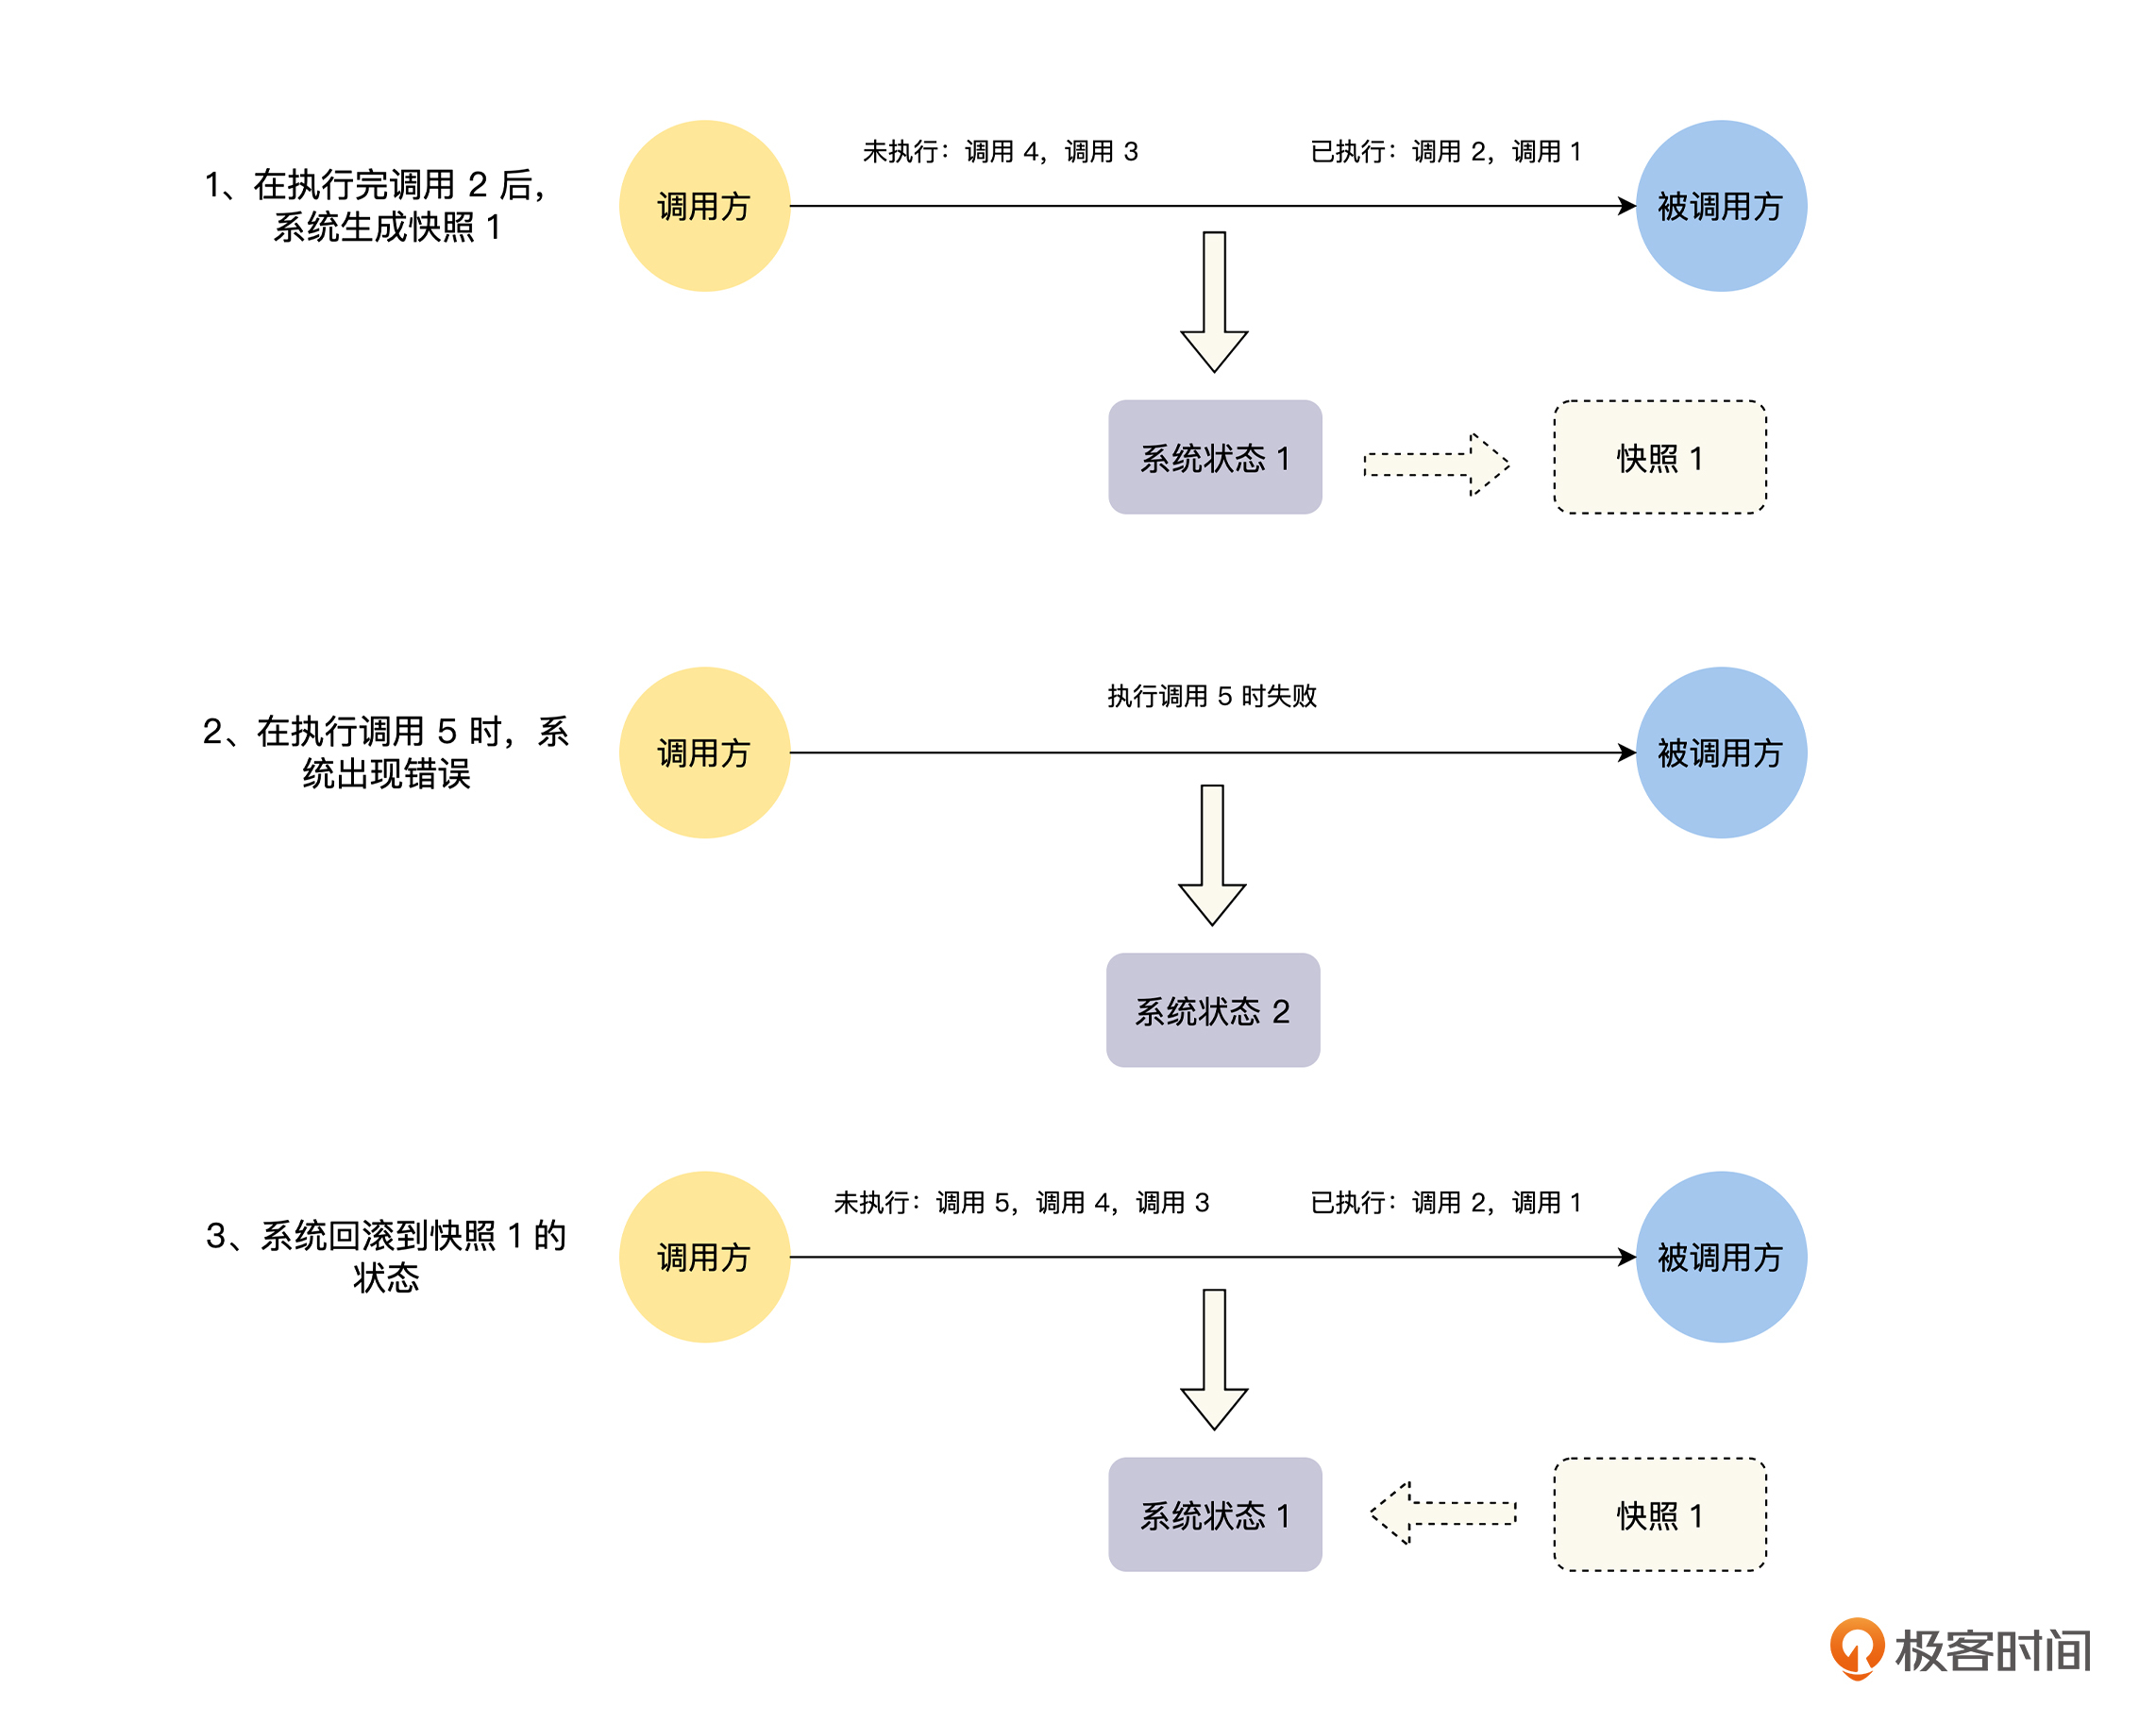 1、在执行完调用 2 后，
系统生成快照 1
调用方
未执行：调用 4，调用 3
已执行：调用 2，调用 1
被调用方
系统状态 1
快照 1
2、在执行调用 5 时，系
统出现错误
调用方
执行调用 5 时失败
被调用方
系统状态 2
3、系统回滚到快照 1 的
状态
调用方
未执行：调用 5，调用 4，调用 3
已执行：调用 2，调用 1
被调用方
系统状态 1
快照 1
极客时间